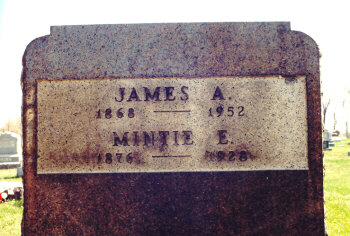 JAMES A.
1868 — 1952
MINTIE E.
1876 — 1928